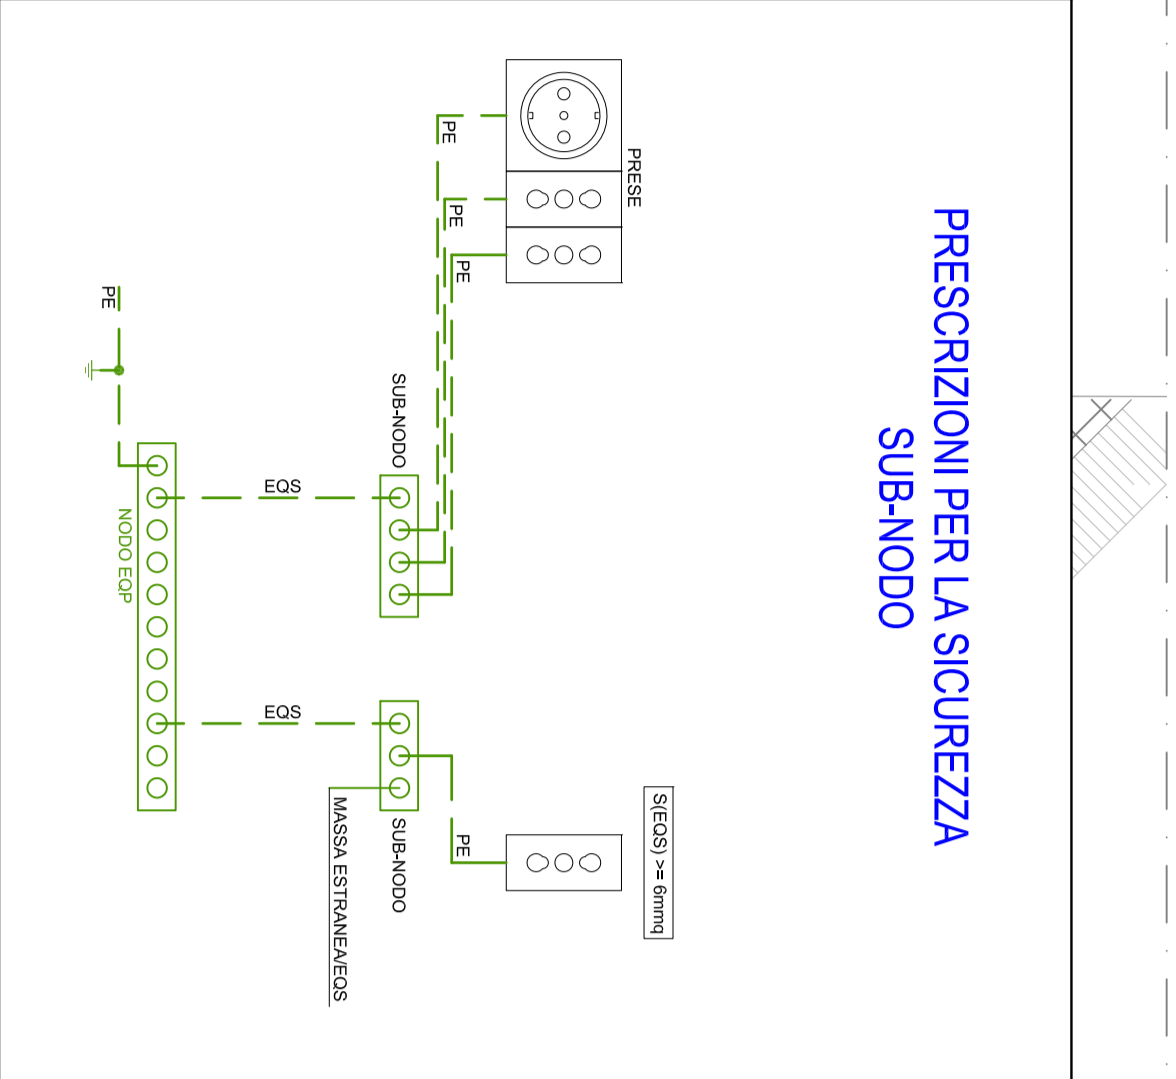 PRESCRIZIONI PER LA SICUREZZA
SUB-NODO
PRESE
S(EQS) >= 6mmq
PE
PE
PE
PE
SUB-NODO
SUB-NODO
MASSA ESTRANEA/EQS
EQS
EQS
PE
NODO EQP